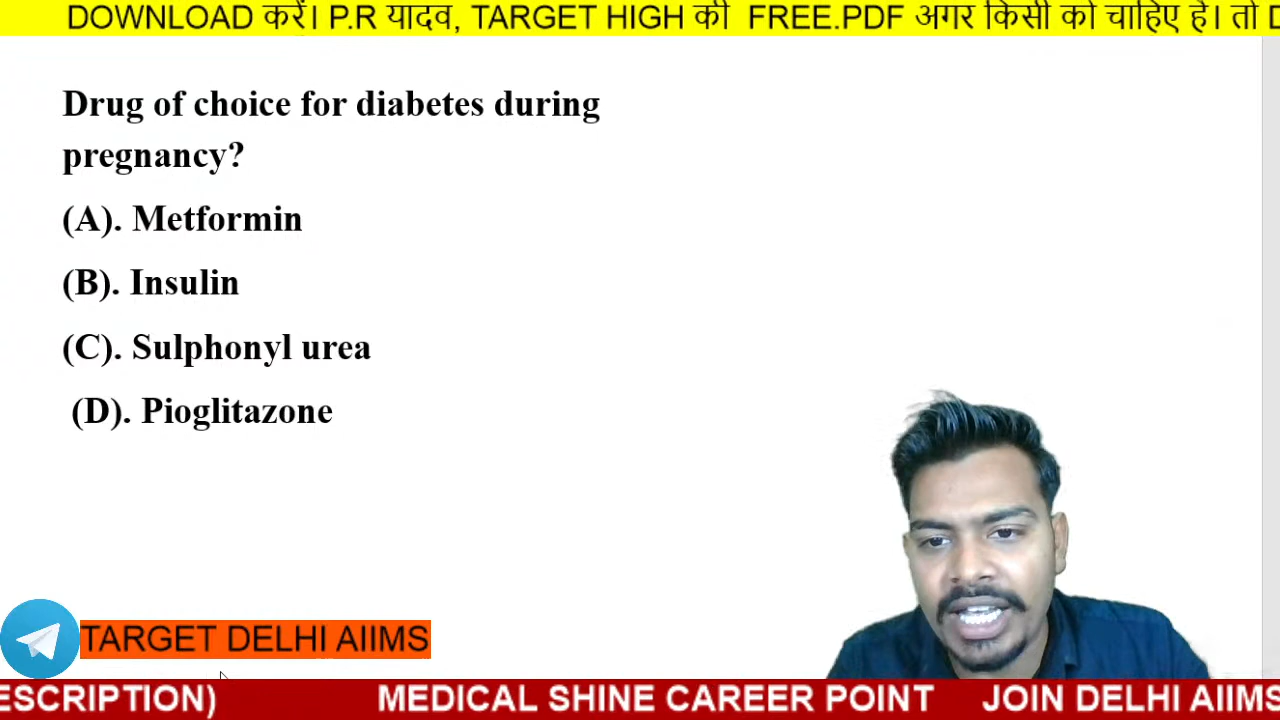 DOWNLOAD करें। P.R यादव, TARGET HIGH की FREE.PDF अगर किसी को चाहिए है। तो
Drug of choice for diabetes during
pregnancy?
(A). Metformin
(B). Insulin
(C). Sulphonyl urea
(D). Pioglitazone
TARGET DELHI AIIMS
ESCRIPTION) MEDICAL SHINE CAREER POINT JOIN DELHI AIIMS